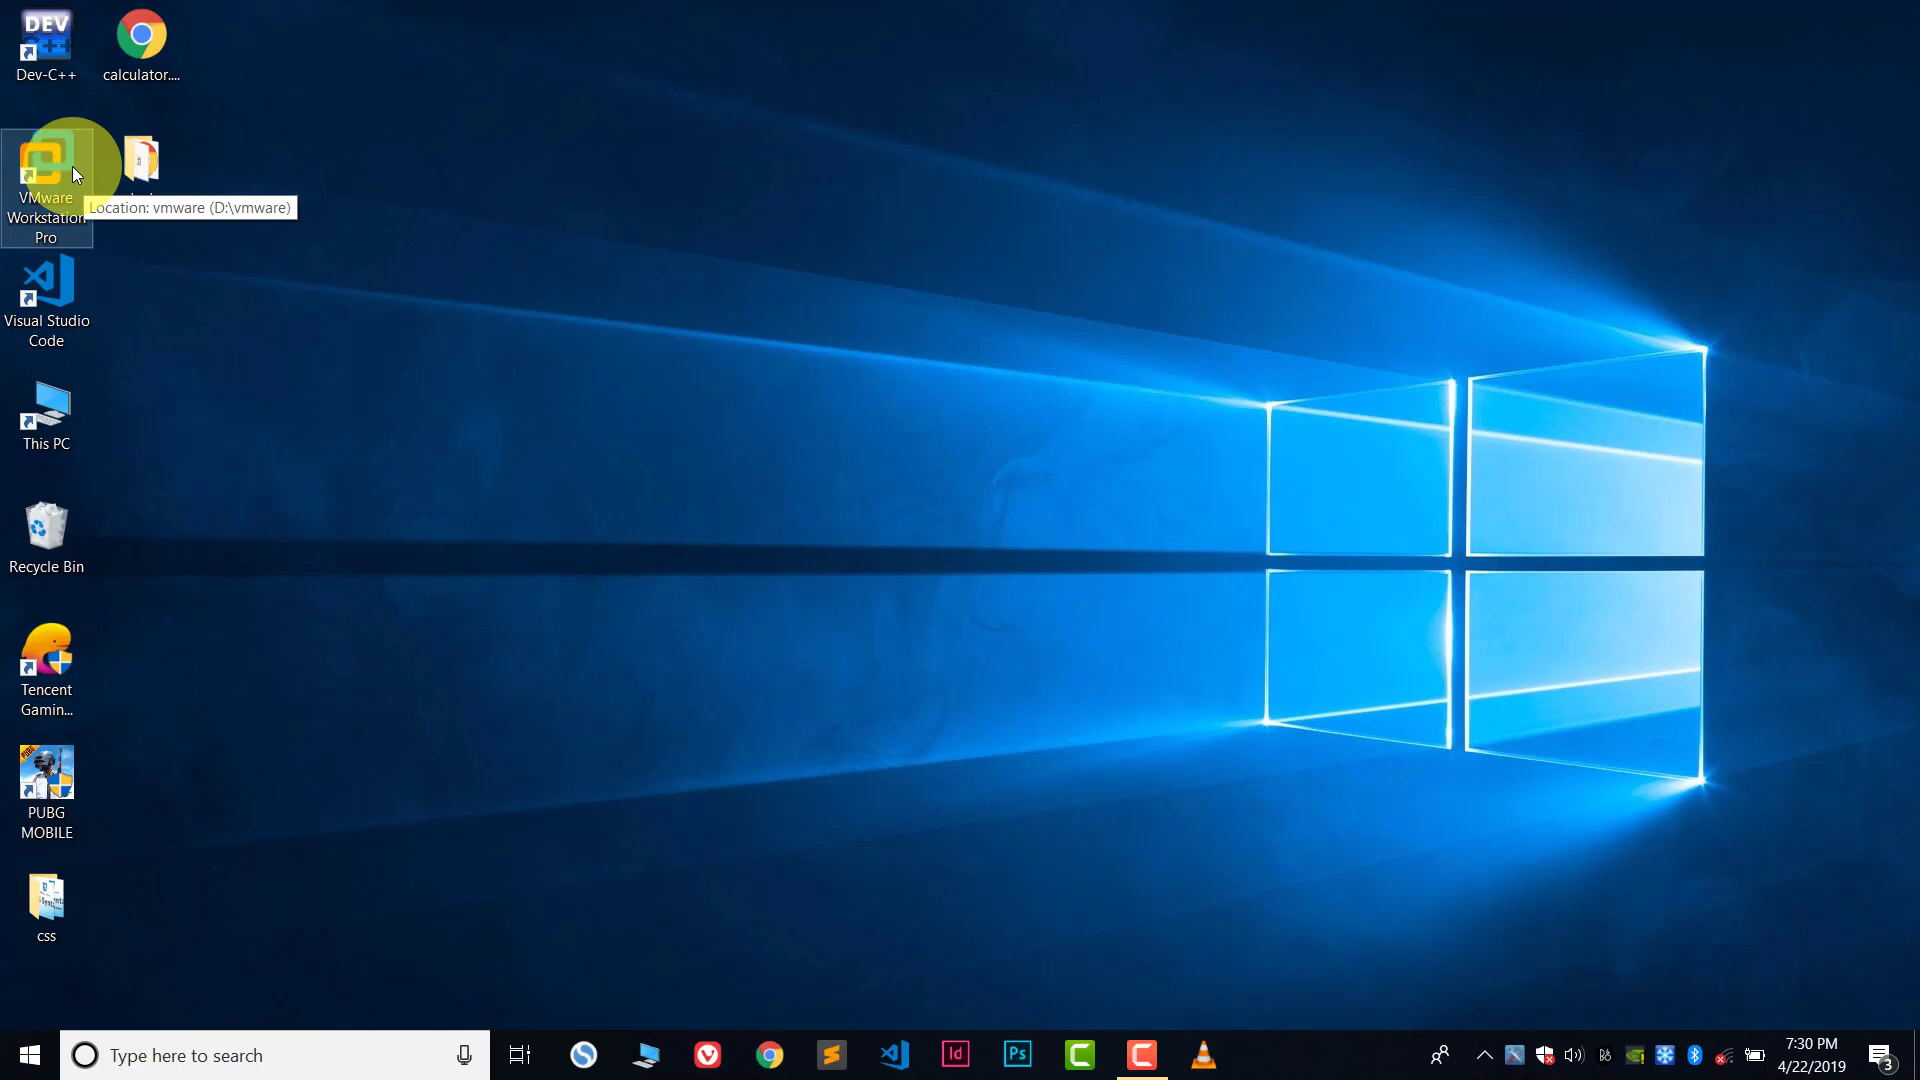 DEV
C++
Dev-C++
calculator....
VMware
Workstation
Pro
Location: vmware (D:\vmware)
Visual Studio
Code
This PC
Recycle Bin
Tencent
Gamin...
PUBG
PUBG
MOBILE
css
Type here to search
Id
Ps
7:30 PM
4/22/2019
3